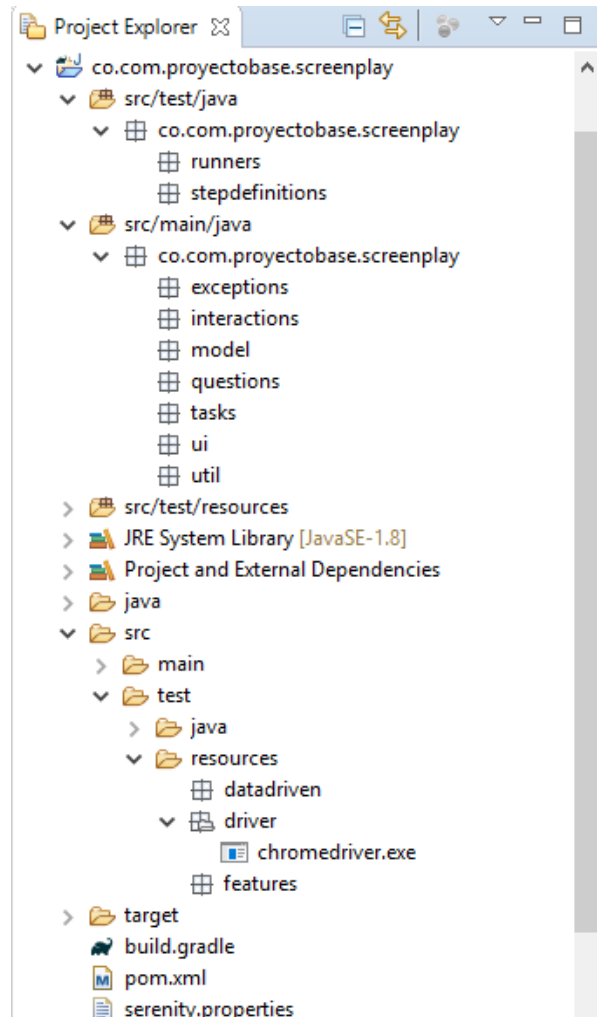 Project Explorer
co.com.proyectobase.screenplay
src/test/java
co.com.proyectobase.screenplay
runners
stepdefinitions
src/main/java
co.com.proyectobase.screenplay
exceptions
interactions
model
questions
tasks
ui
util
src/test/resources
JRE System Library [JavaSE-1.8]
Project and External Dependencies
java
src
main
test
java
resources
datadriven
driver
chromedriver.exe
features
target
build.gradle
pom.xml
serenity.properties